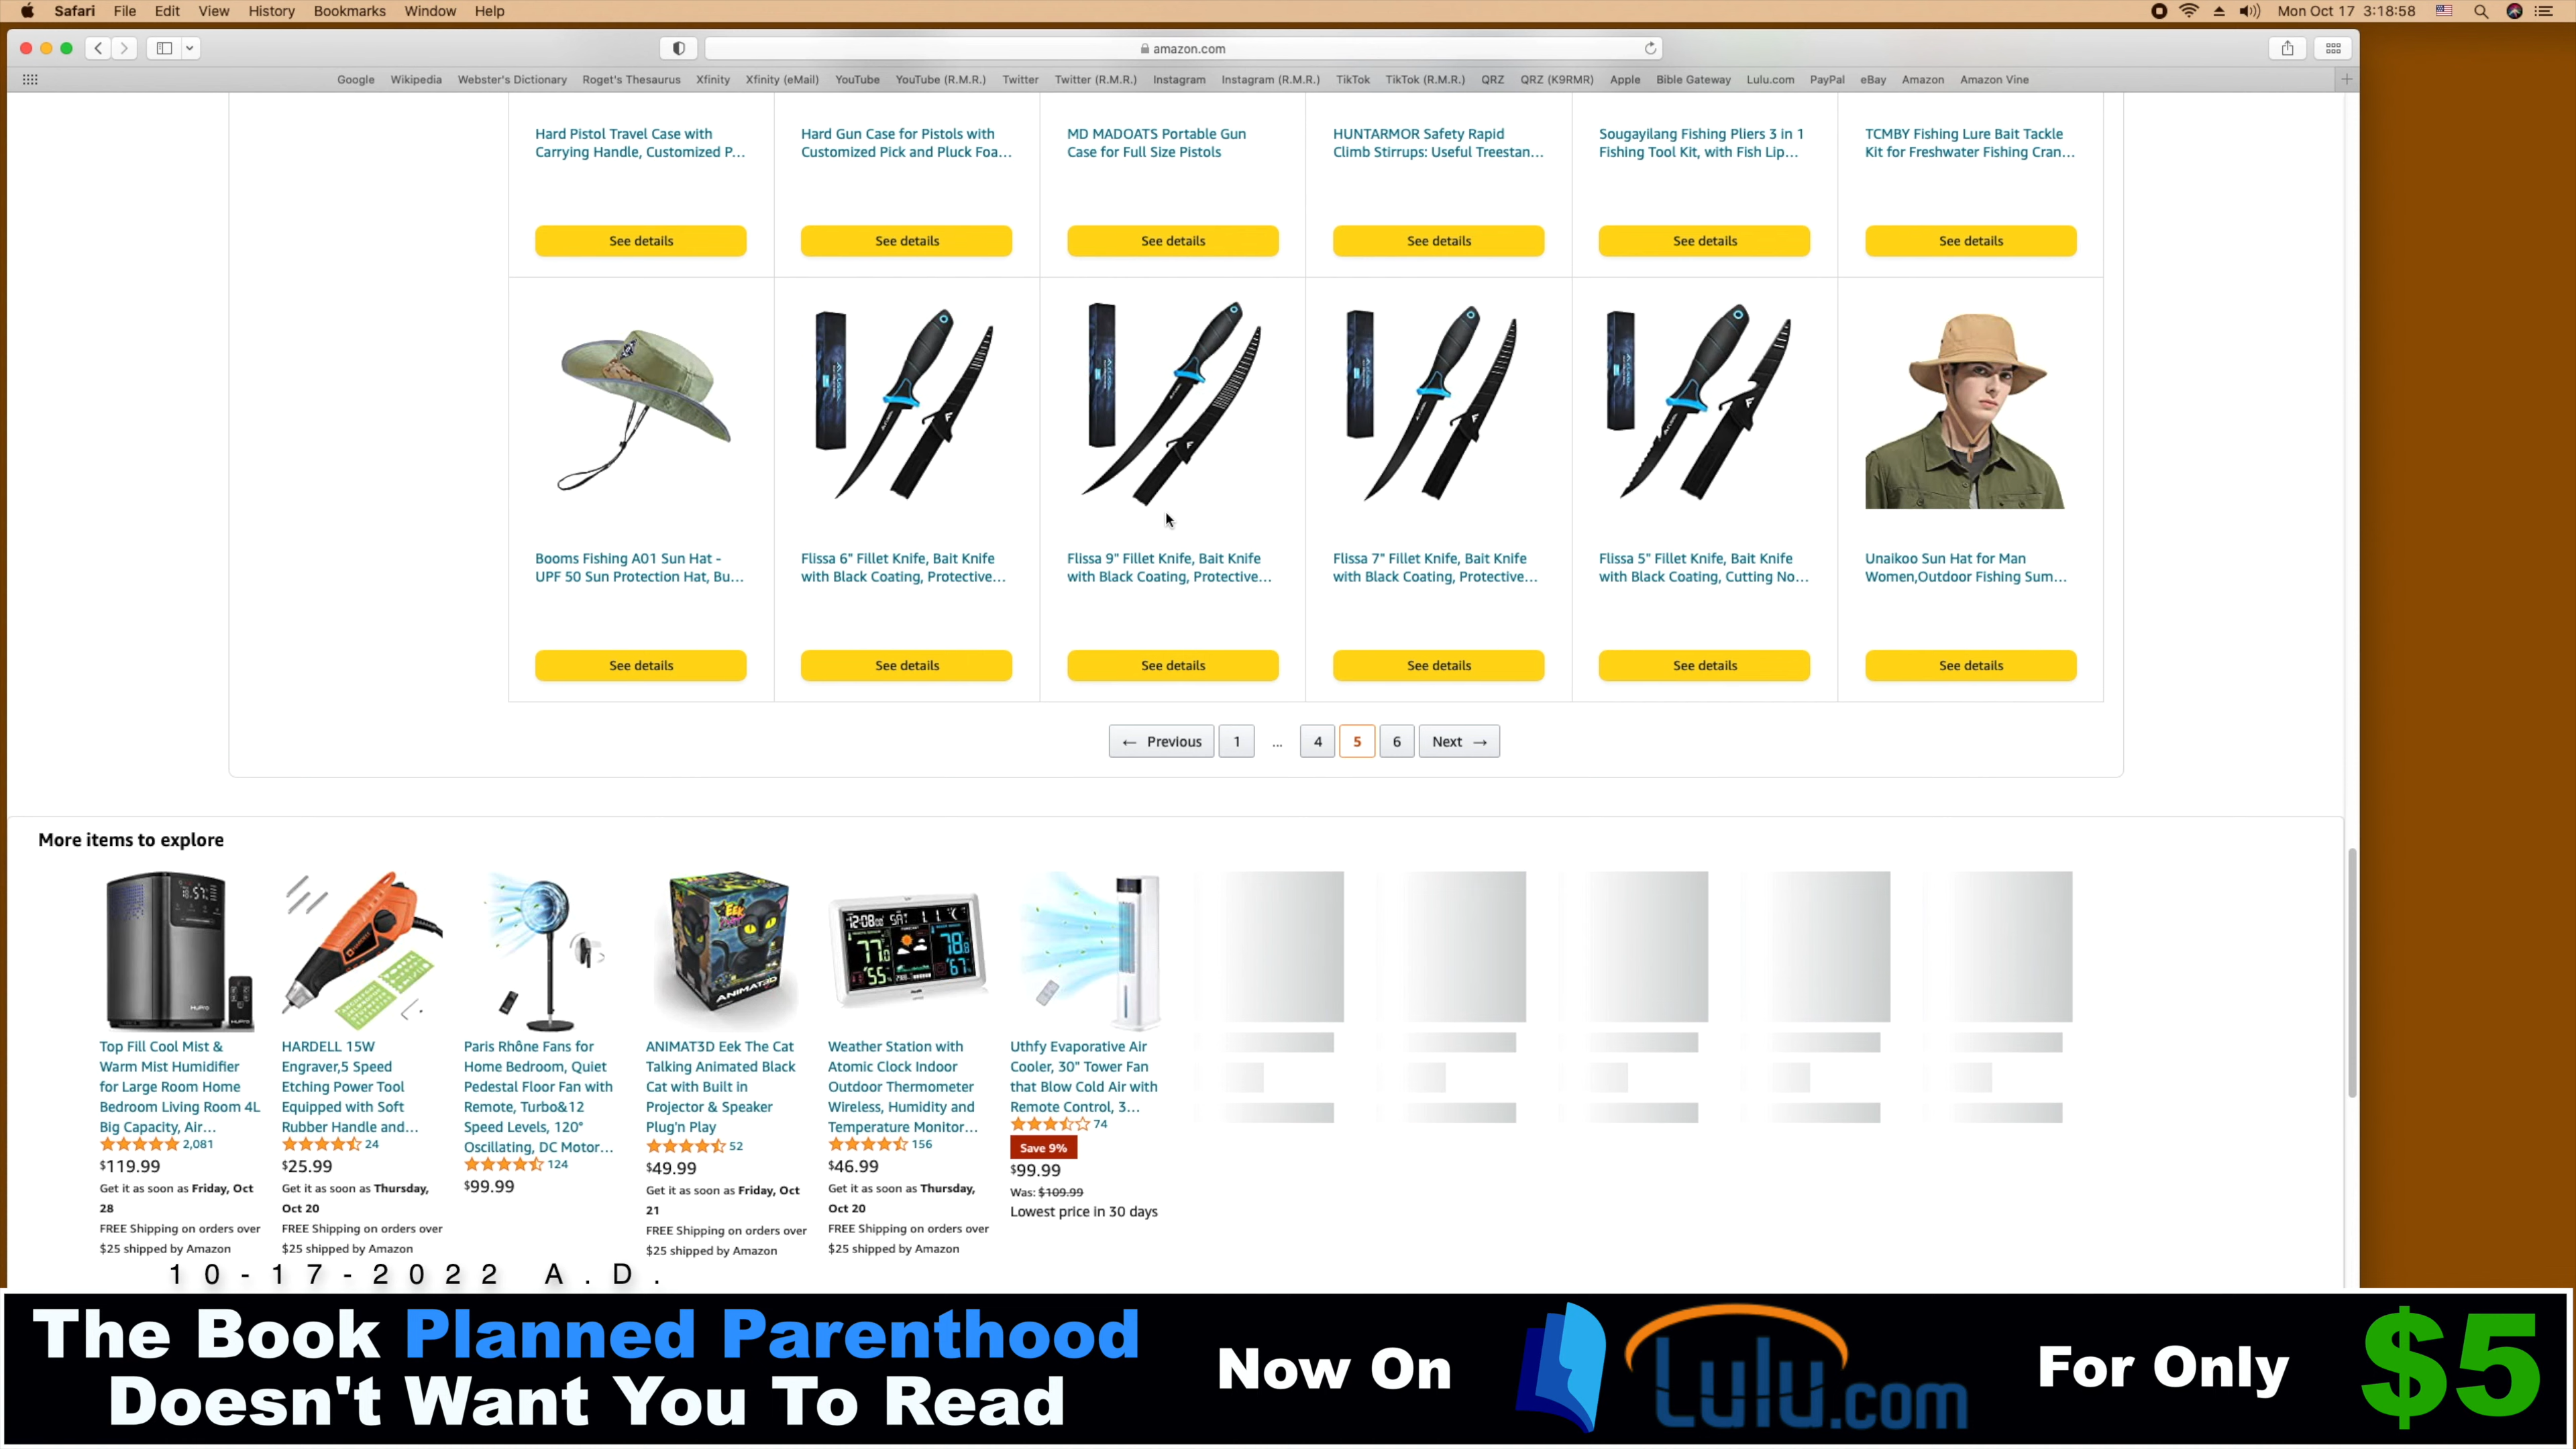 Safari File Edit View History Bookmarks Window Help
Mon Oct 17 3:18:58
amazon.com
Google Wikipedia Webster's Dictionary Roget's Thesaurus Xfinity Xfinity (eMail) YouTube YouTube (R.M.R.) Twitter Twitter (R.M.R.) Instagram Instagram (R.M.R.) TikTok TikTok (R.M.R.) QRZ QRZ (K9RMR) Apple Bible Gateway Lulu.com PayPal eBay Amazon Amazon Vine
Hard Pistol Travel Case with
Carrying Handle, Customized P...
Hard Gun Case for Pistols with
Customized Pick and Pluck Foa...
MD MADOATS Portable Gun
Case for Full Size Pistols
HUNTARMOR Safety Rapid
Climb Stirrups: Useful Treestan...
Sougayilang Fishing Pliers 3 in 1
Fishing Tool Kit, with Fish Lip...
TCMBY Fishing Lure Bait Tackle
Kit for Freshwater Fishing Cran...
See details See details See details See details See details See details
Booms Fishing A01 Sun Hat -
UPF 50 Sun Protection Hat, Bu...
Flissa 6" Fillet Knife, Bait Knife
with Black Coating, Protective...
Flissa 9" Fillet Knife, Bait Knife
with Black Coating, Protective...
Flissa 7" Fillet Knife, Bait Knife
with Black Coating, Protective...
Flissa 5" Fillet Knife, Bait Knife
with Black Coating, Cutting No...
Unaikoo Sun Hat for Man
Women,Outdoor Fishing Sum...
See details See details See details See details See details See details
← Previous 1 ... 4 5 6 Next →
More items to explore
Top Fill Cool Mist &
Warm Mist Humidifier
for Large Room Home
Bedroom Living Room 4L
Big Capacity, Air...
2,081
$119.99
Get it as soon as Friday, Oct
28
FREE Shipping on orders over
$25 shipped by Amazon
HARDELL 15W
Engraver,5 Speed
Etching Power Tool
Equipped with Soft
Rubber Handle and...
24
$25.99
Get it as soon as Thursday,
Oct 20
FREE Shipping on orders over
$25 shipped by Amazon
Paris Rhône Fans for
Home Bedroom, Quiet
Pedestal Floor Fan with
Remote, Turbo&12
Speed Levels, 120°
Oscillating, DC Motor...
124
$99.99
EEK
ANIMAT3D
ANIMAT3D Eek The Cat
Talking Animated Black
Cat with Built in
Projector & Speaker
Plug'n Play
52
$49.99
Get it as soon as Friday, Oct
21
FREE Shipping on orders over
$25 shipped by Amazon
Weather Station with
Atomic Clock Indoor
Outdoor Thermometer
Wireless, Humidity and
Temperature Monitor...
156
$46.99
Get it as soon as Thursday,
Oct 20
FREE Shipping on orders over
$25 shipped by Amazon
Uthfy Evaporative Air
Cooler, 30" Tower Fan
that Blow Cold Air with
Remote Control, 3...
74
Save 9%
$99.99
Was: $109.99
Lowest price in 30 days
10-17-2022 A.D.
The Book Planned Parenthood
Doesn't Want You To Read
Now On
Lulu.com
For Only
$5